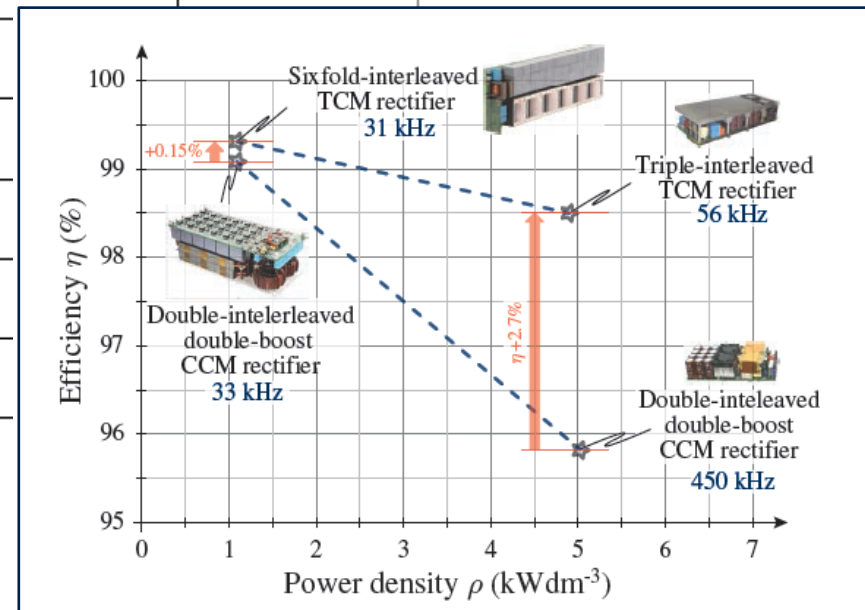 100
99
98
97
96
95
0
1
2
3
4
5
6
7
Efficiency η (%)
Power density ρ (kWdm-3)
Sixfold-interleaved
TCM rectifier
31 kHz
+0.15%
Triple-interleaved
TCM rectifier
56 kHz
Double-intelerleaved
double-boost
CCM rectifier
33 kHz
η+2.7%
Double-inteleaved
double-boost
CCM rectifier
450 kHz